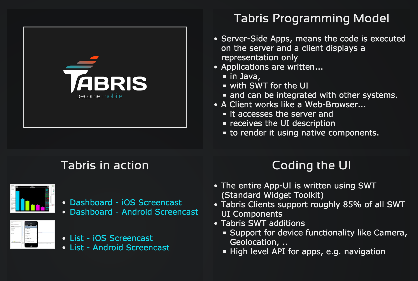 TABRIS
Tabris Programming Model
Server-Side Apps, means the code is executed
on the server and a client displays a
representation only
Applications are written...
in Java,
with SWT for the UI
and can be integrated with other systems.
A Client works like a Web-Browser...
It accesses the server and
receives the UI description
to render it using native components.
Tabris in action
Dashboard - iOS Screencast
Dashboard - Android Screencast
List - iOS Screencast
List - Android Screencast
Coding the UI
The entire App-UI is written using SWT
(Standard Widget Toolkit)
Tabris Clients support roughly 85% of all SWT
UI Components
Tabris SWT additions
Support for device functionality like Camera,
Geolocation, ..
High level API for apps, e.g. navigation